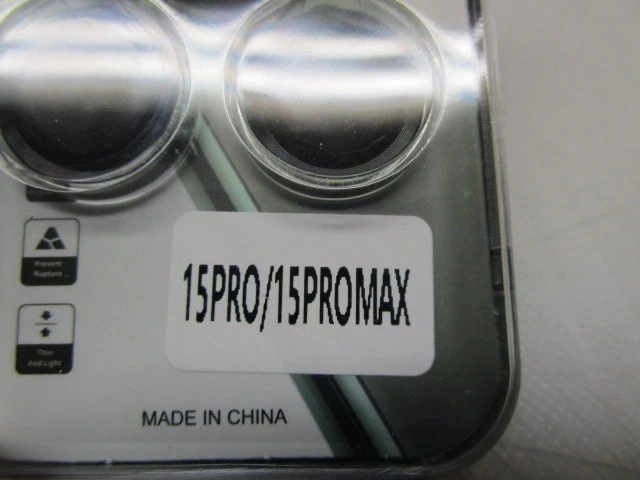 Prevent
Rupture
15PRO/15PROMAX
Thin
And Light
MADE IN CHINA